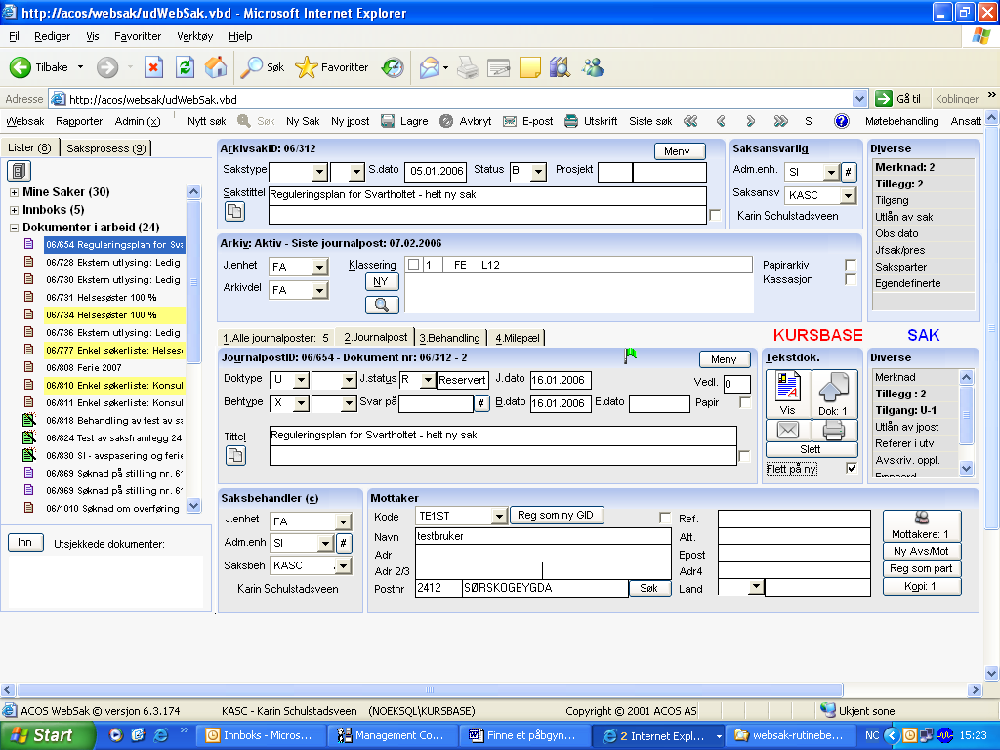 http://acos/websak/udWebSak.vbd - Microsoft Internet Explorer
Fil Rediger Vis Favoritter Verktøy Hjelp
Tilbake Søk Favoritter
Adresse http://acos/websak/udWebSak.vbd Gå til Koblinger »
Websak Rapporter Admin (x) Nytt søk Søk Ny Sak Ny jpost Lagre Avbryt E-post Utskrift Siste søk S Møtebehandling Ansatt
Lister (8) Saksprosess (9)
Mine Saker (30)
Innboks (5)
Dokumenter i arbeid (24)
06/654 Reguleringsplan for Sva
06/728 Ekstern utlysing: Ledig
06/730 Ekstern utlysing: Ledig
06/731 Helsesøster 100 %
06/734 Helsesøster 100 %
06/736 Ekstern utlysing: Ledig
06/777 Enkel søkerliste: Helses
06/808 Ferie 2007
06/810 Enkel søkerliste: Konsul
06/811 Enkel søkerliste: Konsul
06/818 Behandling av test av sa
06/824 Test av saksframlegg 24
06/830 SI - avspasering og ferie
06/869 Søknad på stilling nr. 61
06/969 Søknad på stilling nr. 61
06/1010 Søknad om overføring
Inn Utsjekkede dokumenter:
ArkivsakID: 06/312 Meny
Sakstype S.dato 05.01.2006 Status B Prosjekt
Sakstittel Reguleringsplan for Svartholtet - helt ny sak
Saksansvarlig
Adm.enh. SI #
Saksansv KASC
Karin Schulstadsveen
Diverse
Merknad: 2
Tillegg: 2
Tilgang
Utlån av sak
Obs dato
Jfsak/pres
Saksparter
Egendefinerte
Arkiv: Aktiv - Siste journalpost: 07.02.2006
J.enhet FA Klassering 1 FE L12 Papirarkiv
NY Kassasjon
Arkivdel FA
1.Alle journalposter: 5 2.Journalpost 3.Behandling 4.Milepæl KURSBASE SAK
JournalpostID: 06/654 - Dokument nr: 06/312 - 2 Meny
Doktype U J.status R Reservert J.dato 16.01.2006 Vedl. 0
Behtype X Svar på # B.dato 16.01.2006 E.dato Papir
Tittel Reguleringsplan for Svartholtet - helt ny sak
Tekstdok.
Vis Dok: 1
Slett
Flett på ny
Diverse
Merknad
Tillegg : 2
Tilgang: U-1
Utlån av jpost
Referer i utv
Avskriv. oppl.
Saksbehandler (c)
J.enhet FA
Adm.enh SI #
Saksbeh KASC
Karin Schulstadsveen
Mottaker
Kode TE1ST Reg som ny GID Ref.
Navn testbruker Att.
Adr Epost
Adr 2/3 Adr4
Postnr 2412 SØRSKOGBYGDA Søk Land
Mottakere: 1
Ny Avs/Mot
Reg som part
Kopi: 1
ACOS WebSak © versjon 6.3.174 KASC - Karin Schulstadsveen (NOEKSQL\KURSBASE) Copyright © 2001 ACOS AS Ukjent sone
Start » Innboks - Micros... Management Co... Finne et påbgyn... 2 Internet Expl... websak-rutinebe... NC 15:23